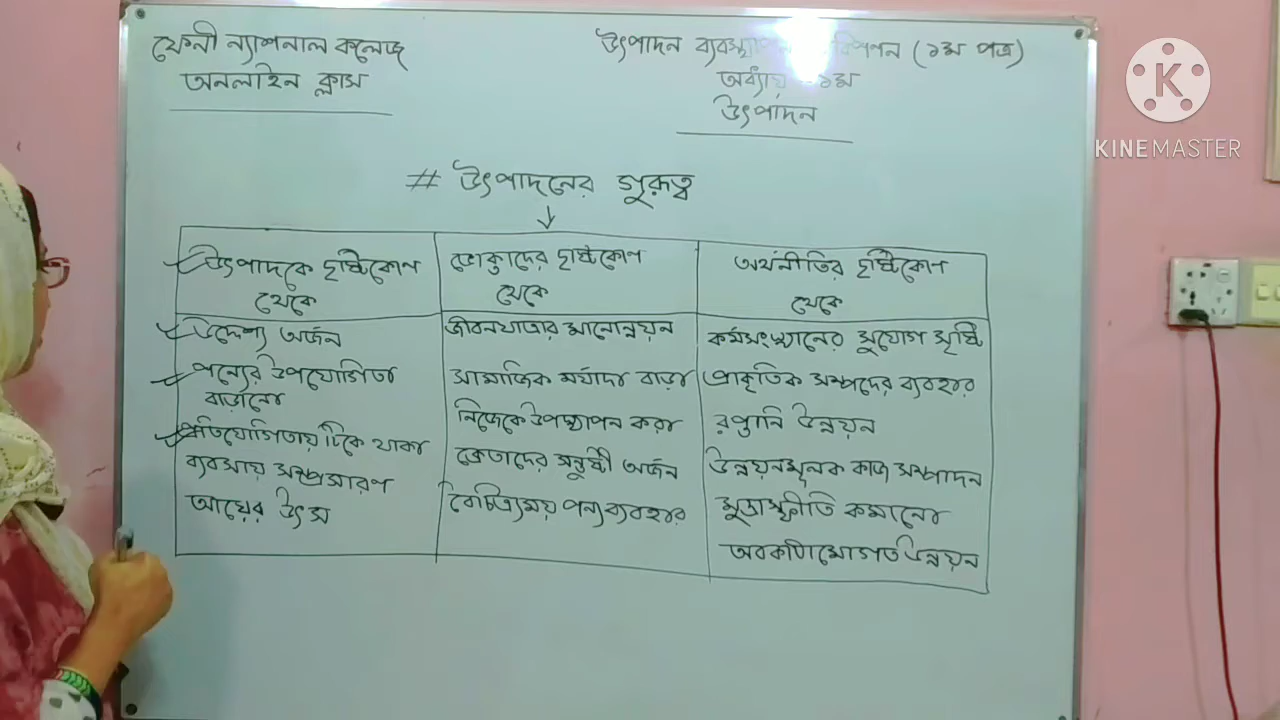 ফেনী ন্যাশনাল কলেজ
অনলাইন ক্লাস
উৎপাদন ব্যবস্থাপনা বিপণন (১ম পত্র)
অধ্যায় ১ম
উৎপাদন
K
KINEMASTER
# উৎপাদনের গুরুত্ব
উৎপাদকে দৃষ্টিকোণ
থেকে
ভোক্তাদের দৃষ্টিকোণ
থেকে
অর্থনীতির দৃষ্টিকোণ
থেকে
উদ্দেশ্য অর্জন
পন্যের উপযোগিতা
বাড়ানো
প্রতিযোগিতায় টিকে থাকা
ব্যবসায় সম্প্রসারণ
আয়ের উৎস
জীবনযাত্রার মানোন্নয়ন
সামাজিক মর্যাদা বাড়া
নিজেকে উপস্থাপন করা
ক্রেতাদের সন্তুষ্টী অর্জন
বৈচিত্র্যময় পন্য ব্যবহার
কর্মসংস্থানের সুযোগ সৃষ্টি
প্রাকৃতিক সম্পদের ব্যবহার
রপ্তানি উন্নয়ন
উন্নয়নমূলক কাজ সম্পাদন
মুদ্রাস্ফীতি কমানো
অবকাঠামোগত উন্নয়ন